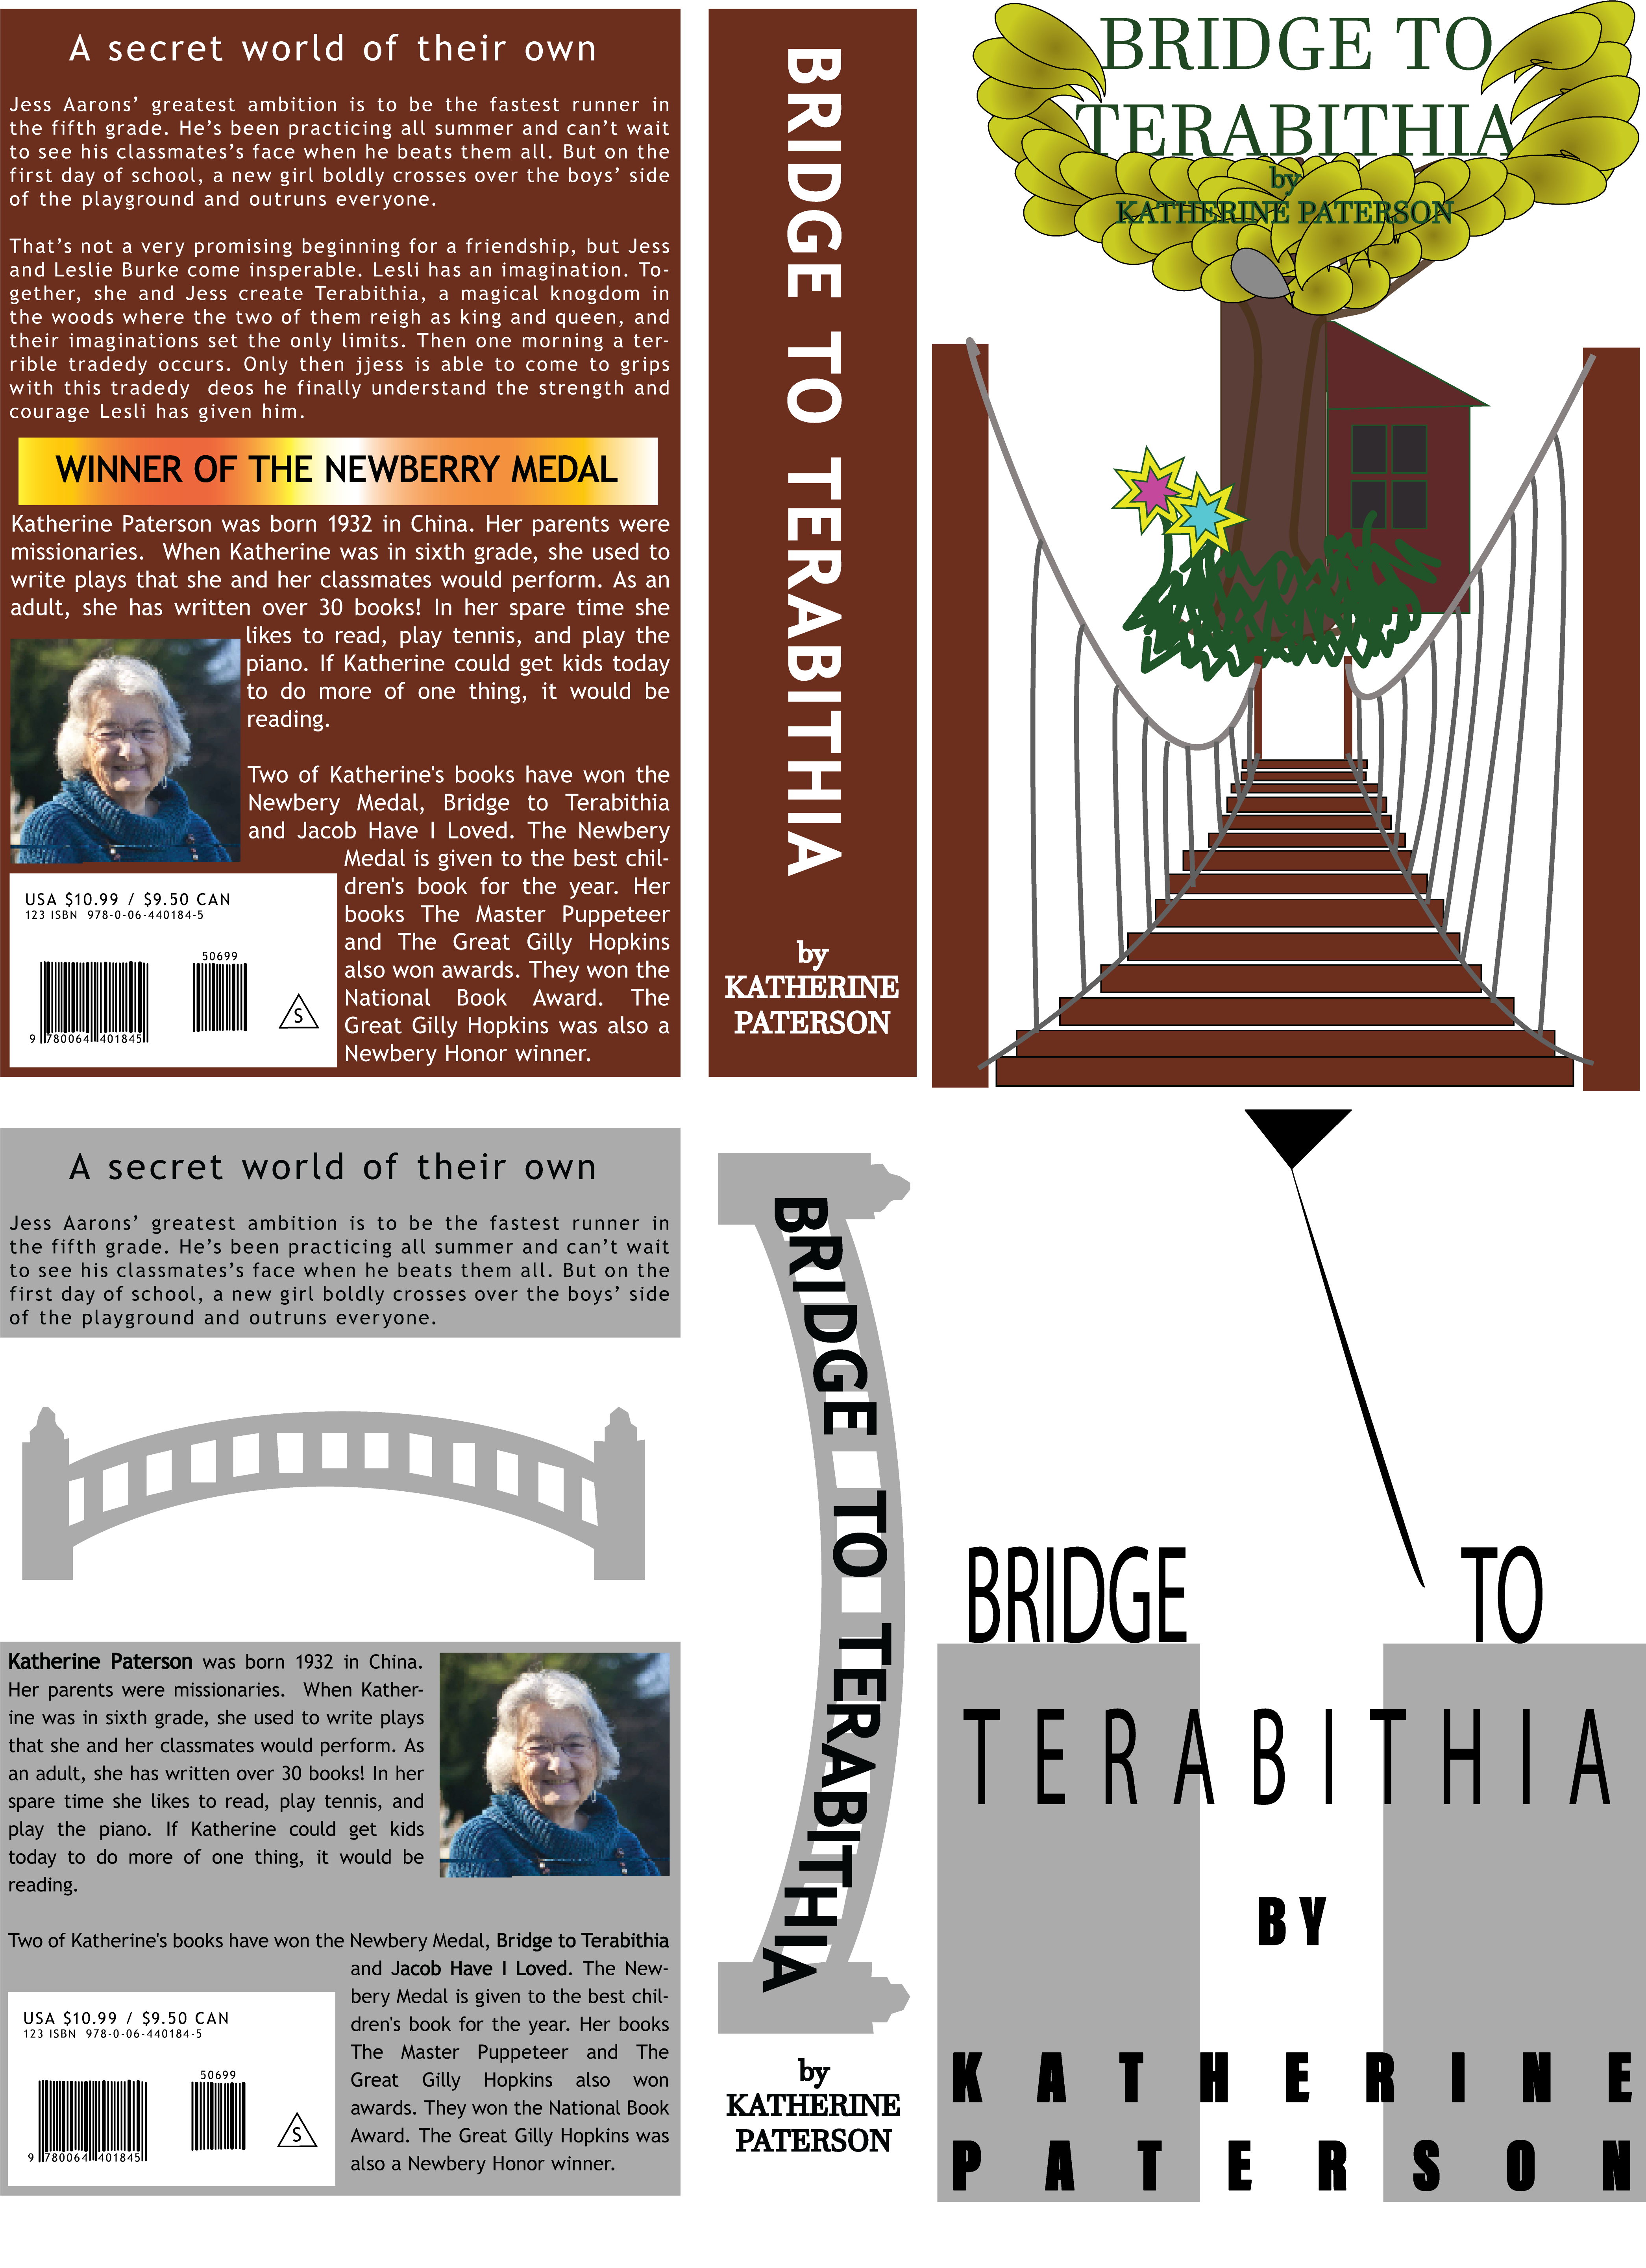 A secret world of their own
Jess Aarons’ greatest ambition is to be the fastest runner in
the fifth grade. He’s been practicing all summer and can’t wait
to see his classmates’s face when he beats them all. But on the
first day of school, a new girl boldly crosses over the boys’ side
of the playground and outruns everyone.
That’s not a very promising beginning for a friendship, but Jess
and Leslie Burke come insperable. Lesli has an imagination. To-
gether, she and Jess create Terabithia, a magical knogdom in
the woods where the two of them reigh as king and queen, and
their imaginations set the only limits. Then one morning a ter-
rible tradedy occurs. Only then jjess is able to come to grips
with this tradedy  deos he finally understand the strength and
courage Lesli has given him.
WINNER OF THE NEWBERRY MEDAL
Katherine Paterson was born 1932 in China. Her parents were
missionaries.  When Katherine was in sixth grade, she used to
write plays that she and her classmates would perform. As an
adult, she has written over 30 books! In her spare time she
likes to read, play tennis, and play the
piano. If Katherine could get kids today
to do more of one thing, it would be
reading.
Two of Katherine's books have won the
Newbery Medal, Bridge to Terabithia
and Jacob Have I Loved. The Newbery
Medal is given to the best chil-
dren's book for the year. Her
books The Master Puppeteer
and The Great Gilly Hopkins
also won awards. They won the
National Book Award. The
Great Gilly Hopkins was also a
Newbery Honor winner.
USA $10.99 / $9.50 CAN
123 ISBN  978-0-06-440184-5
50699
S
9 780064 401845
BRIDGE TO TERABITHIA
by
KATHERINE
PATERSON
BRIDGE TO
TERABITHIA
by
KATHERINE PATERSON
A secret world of their own
Jess Aarons’ greatest ambition is to be the fastest runner in
the fifth grade. He’s been practicing all summer and can’t wait
to see his classmates’s face when he beats them all. But on the
first day of school, a new girl boldly crosses over the boys’ side
of the playground and outruns everyone.
Katherine Paterson was born 1932 in China.
Her parents were missionaries.  When Kather-
ine was in sixth grade, she used to write plays
that she and her classmates would perform. As
an adult, she has written over 30 books! In her
spare time she likes to read, play tennis, and
play the piano. If Katherine could get kids
today to do more of one thing, it would be
reading.
Two of Katherine's books have won the Newbery Medal, Bridge to Terabithia
and Jacob Have I Loved. The New-
bery Medal is given to the best chil-
dren's book for the year. Her books
The Master Puppeteer and The
Great Gilly Hopkins also won
awards. They won the National Book
Award. The Great Gilly Hopkins was
also a Newbery Honor winner.
USA $10.99 / $9.50 CAN
123 ISBN  978-0-06-440184-5
50699
S
9 780064 401845
BRIDGE TO TERABITHIA
by
KATHERINE
PATERSON
BRIDGE TO
TERABITHIA
BY
KATHERINE
PATERSON